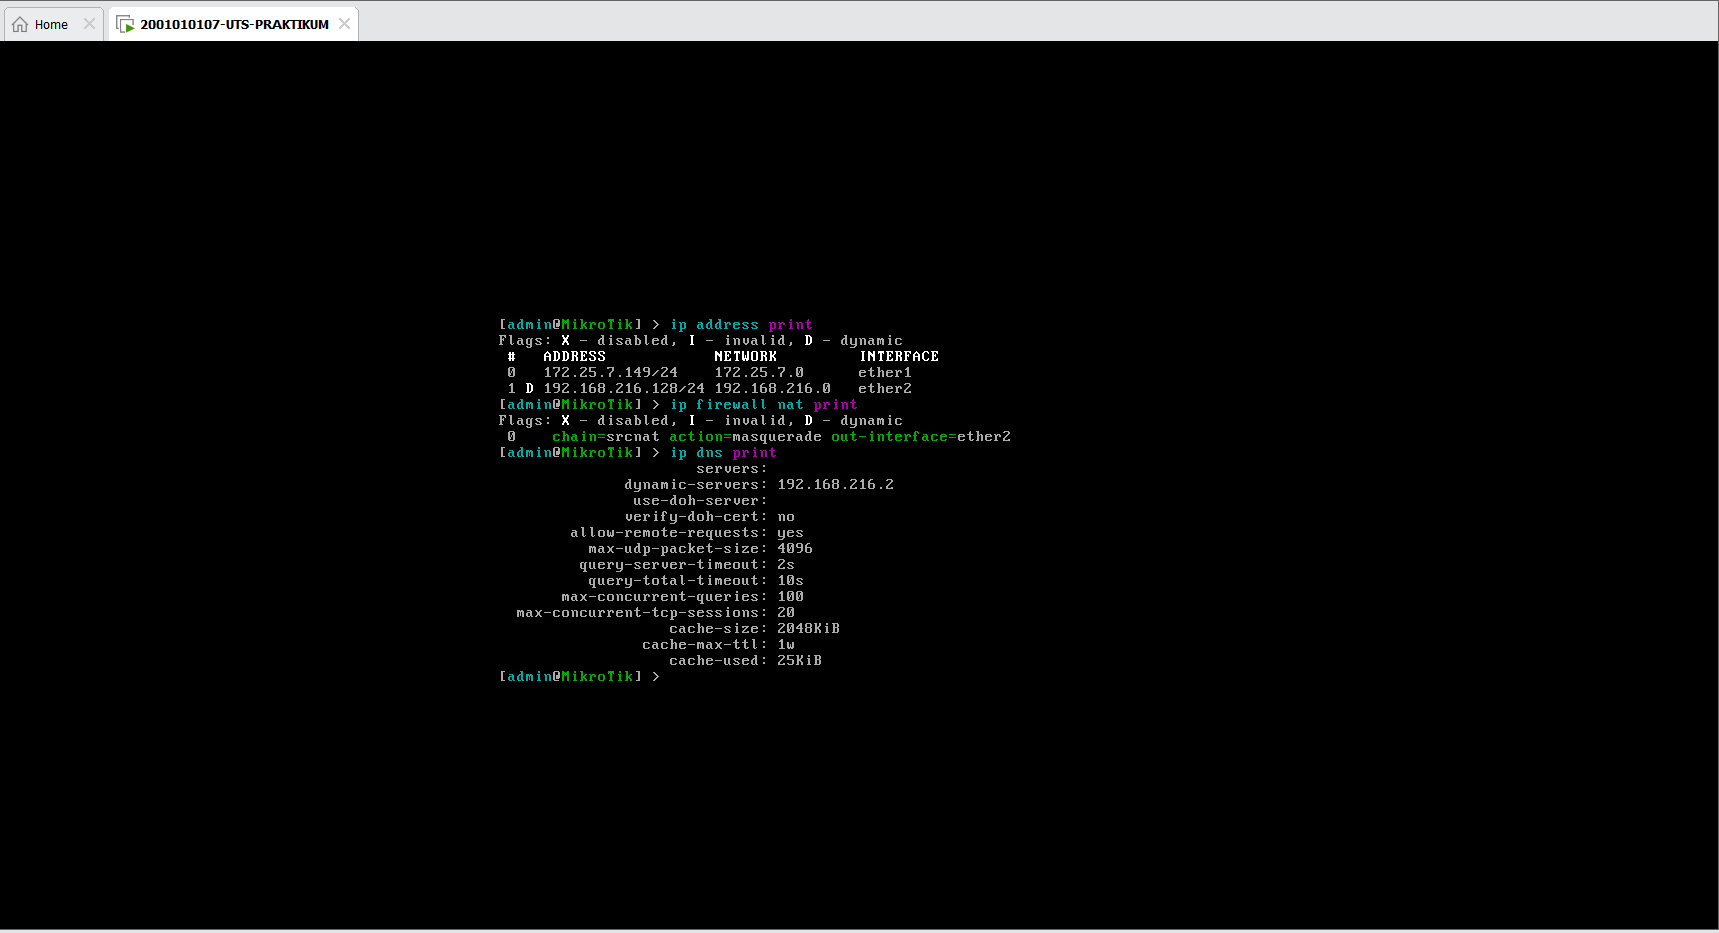 Home
2001010107-UTS-PRAKTIKUM
[admin@MikroTik] > ip address print
Flags: X - disabled, I - invalid, D - dynamic
 #   ADDRESS            NETWORK         INTERFACE
 0   172.25.7.149/24    172.25.7.0      ether1
 1 D 192.168.216.128/24 192.168.216.0   ether2
[admin@MikroTik] > ip firewall nat print
Flags: X - disabled, I - invalid, D - dynamic
 0    chain=srcnat action=masquerade out-interface=ether2
[admin@MikroTik] > ip dns print
                      servers:
              dynamic-servers: 192.168.216.2
               use-doh-server:
              verify-doh-cert: no
        allow-remote-requests: yes
          max-udp-packet-size: 4096
         query-server-timeout: 2s
          query-total-timeout: 10s
       max-concurrent-queries: 100
  max-concurrent-tcp-sessions: 20
                   cache-size: 2048KiB
                cache-max-ttl: 1w
                   cache-used: 25KiB
[admin@MikroTik] >